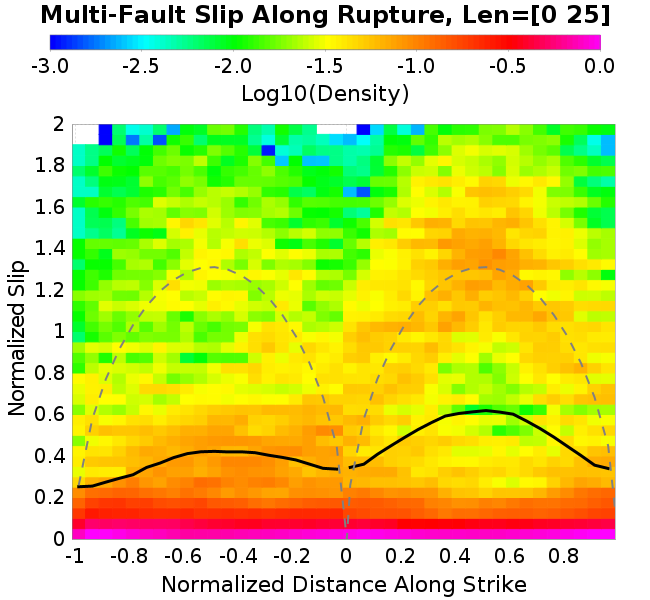 Multi-Fault Slip Along Rupture, Len=[0 25]
-3.0 -2.5 -2.0 -1.5 -1.0 -0.5 0.0
Log10(Density)
2
1.8
1.6
1.4
1.2
1
0.8
0.6
0.4
0.2
0
Normalized Slip
-1 -0.8 -0.6 -0.4 -0.2 0 0.2 0.4 0.6 0.8
Normalized Distance Along Strike